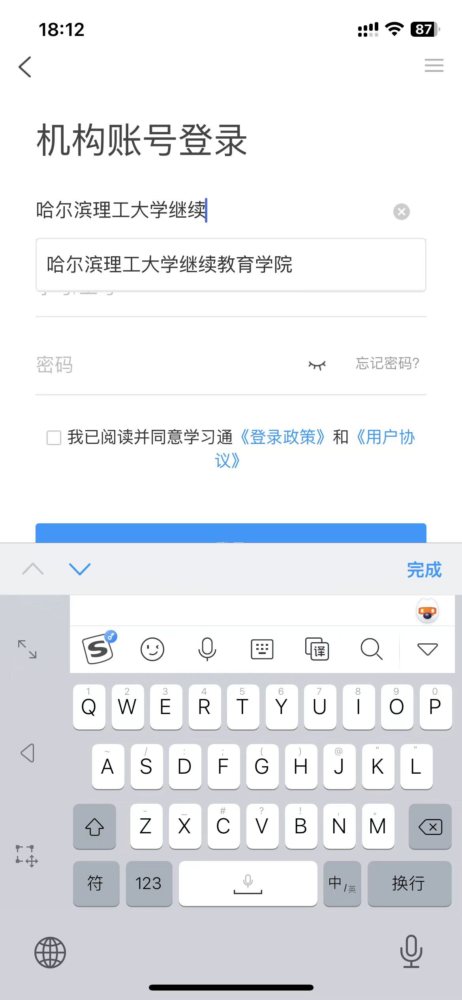 18:12
87
机构账号登录
哈尔滨理工大学继续
哈尔滨理工大学继续教育学院
密码
忘记密码?
我已阅读并同意学习通《登录政策》和《用户协
议》
完成
S
译
1 2 3 4 5 6 7 8 9 0
Q W E R T Y U I O P
~ / : ; ( ) @ “ ”
A S D F G H J K L
- _ # ? ! , 。
Z X C V B N M
符 123 中/英 换行